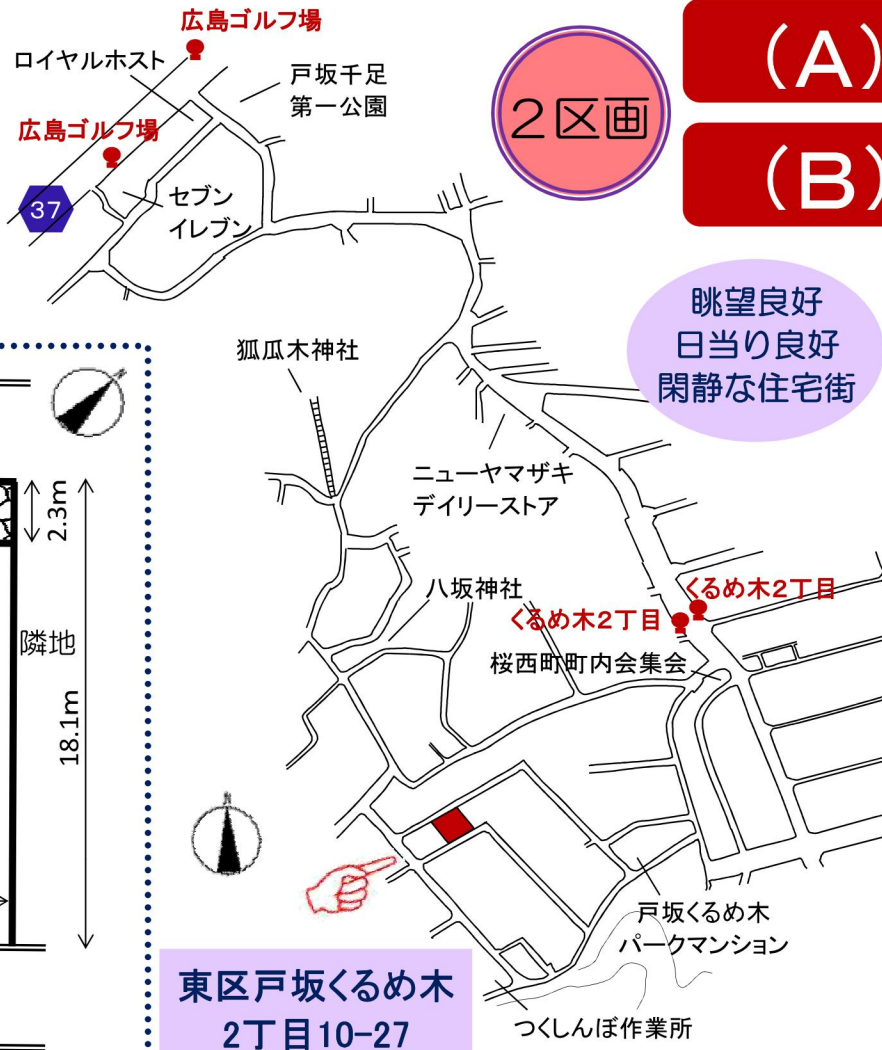 広島ゴルフ場
ロイヤルホスト
戸坂千足
第一公園
広島ゴルフ場
37
セブン
イレブン
2区画
(A)
(B)
眺望良好
日当り良好
閑静な住宅街
狐瓜木神社
ニューヤマザキ
デイリーストア
2.3m
隣地
18.1m
八坂神社
くるめ木2丁目
くるめ木2丁目
桜西町町内会集会
戸坂くるめ木
パークマンション
東区戸坂くるめ木
2丁目10-27
つくしんぼ作業所